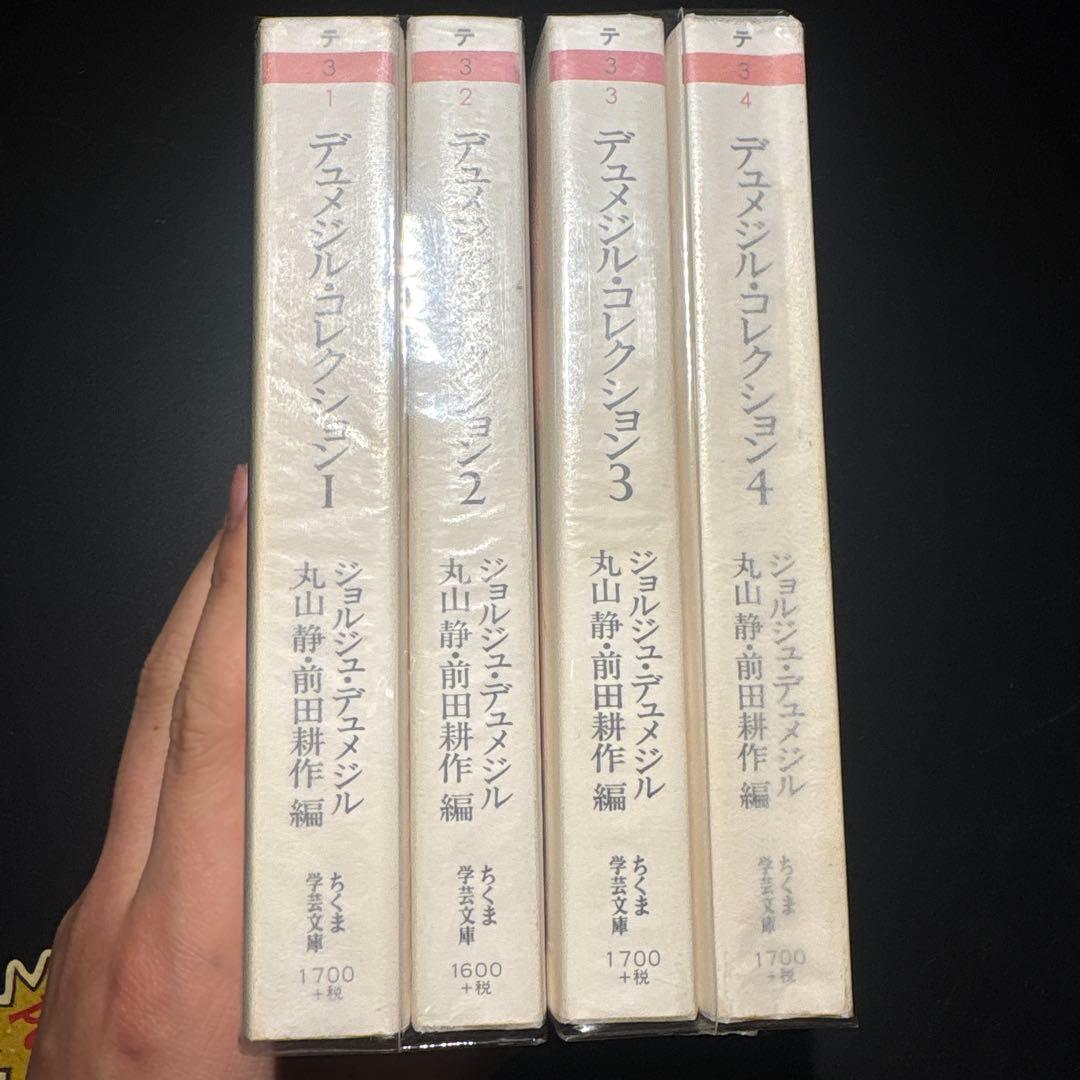 テ
3
1
デュメジル・コレクション1
ジョルジュ・デュメジル
丸山静・前田耕作 編
ちくま
学芸文庫
1700
+税
テ
3
2
デュメジル・コレクション2
ジョルジュ・デュメジル
丸山静・前田耕作 編
ちくま
学芸文庫
1600
+税
テ
3
3
デュメジル・コレクション3
ジョルジュ・デュメジル
丸山静・前田耕作 編
ちくま
学芸文庫
1700
+税
テ
3
4
デュメジル・コレクション4
ジョルジュ・デュメジル
丸山静・前田耕作 編
ちくま
学芸文庫
1700
+税